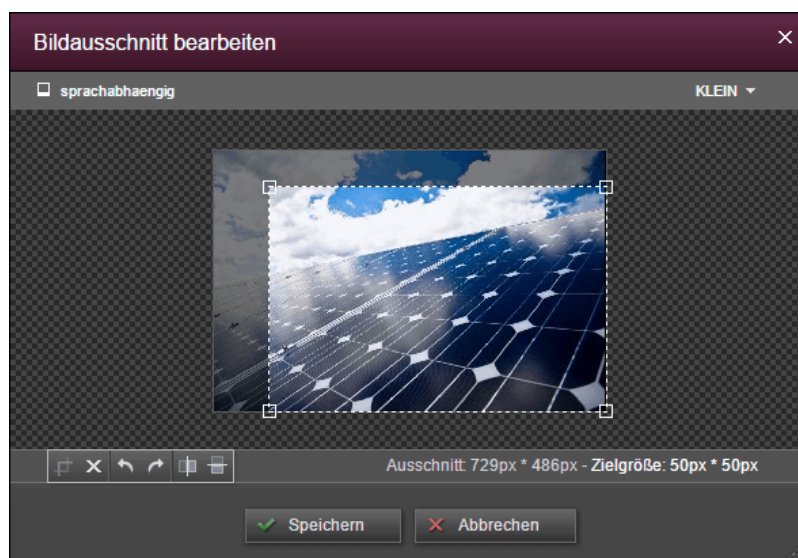 Bildausschnitt bearbeiten
sprachabhaengig
KLEIN
Ausschnitt: 729px * 486px - Zielgröße: 50px * 50px
Speichern
Abbrechen